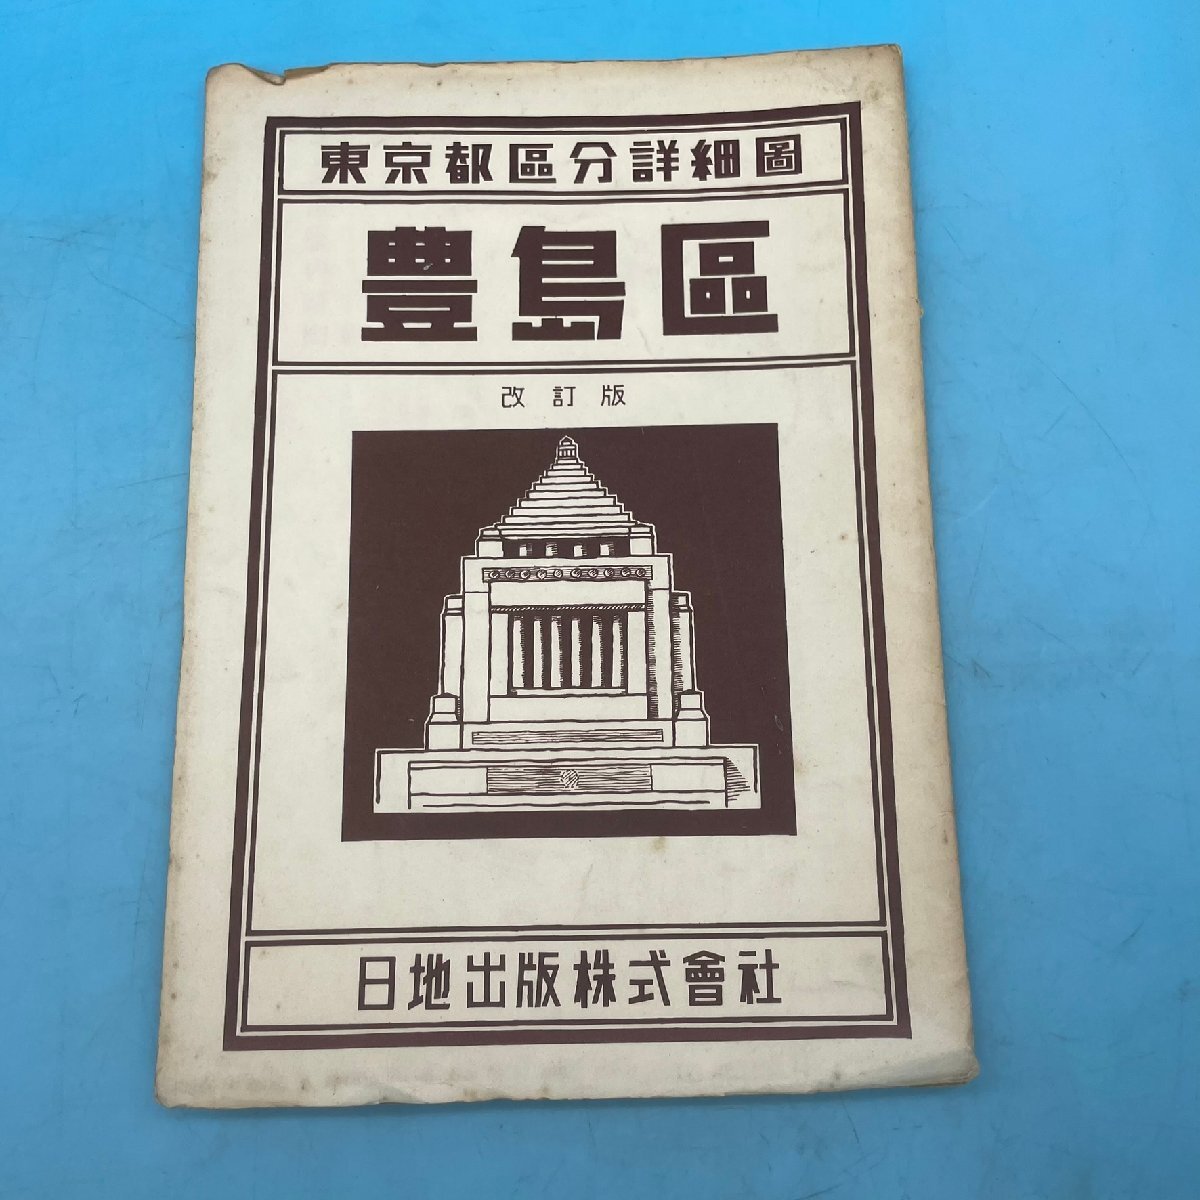 東京都區分詳細圖
豊島區
改訂版
日地出版株式會社